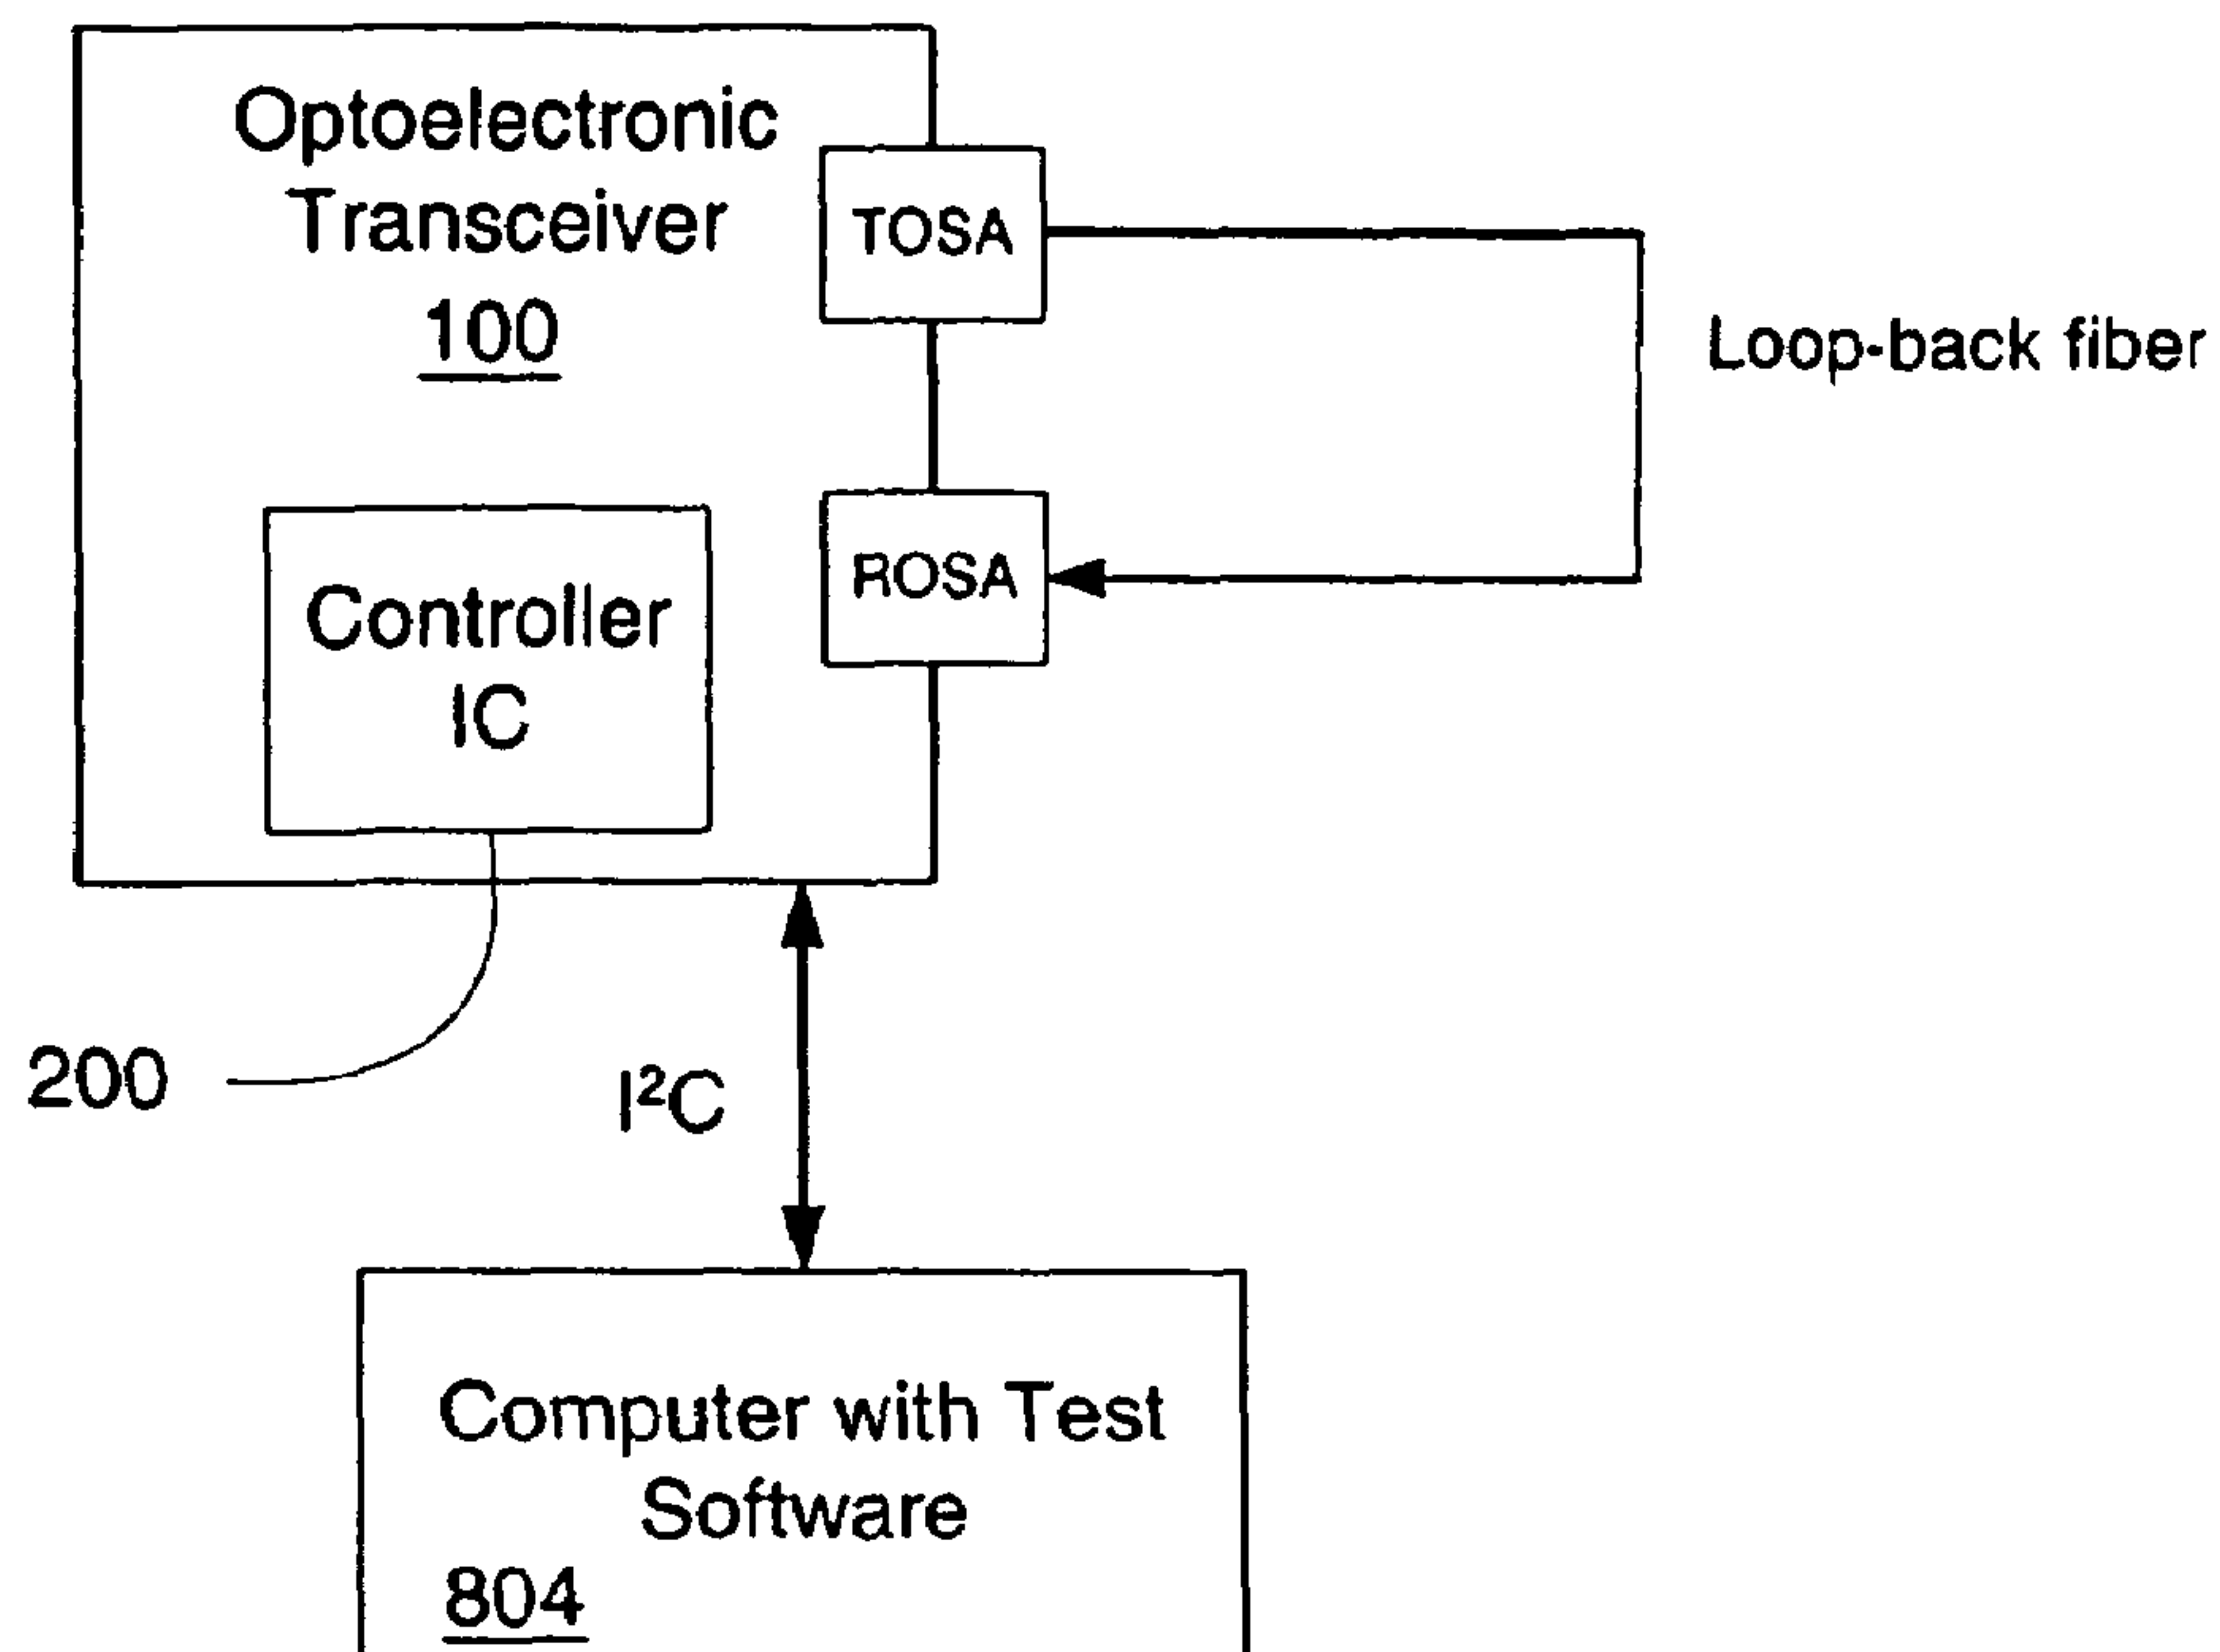 Optoelectronic
Transceiver
100
TOSA
Loop-back fiber
ROSA
Controller
IC
200
I²C
Computer with Test
Software
804